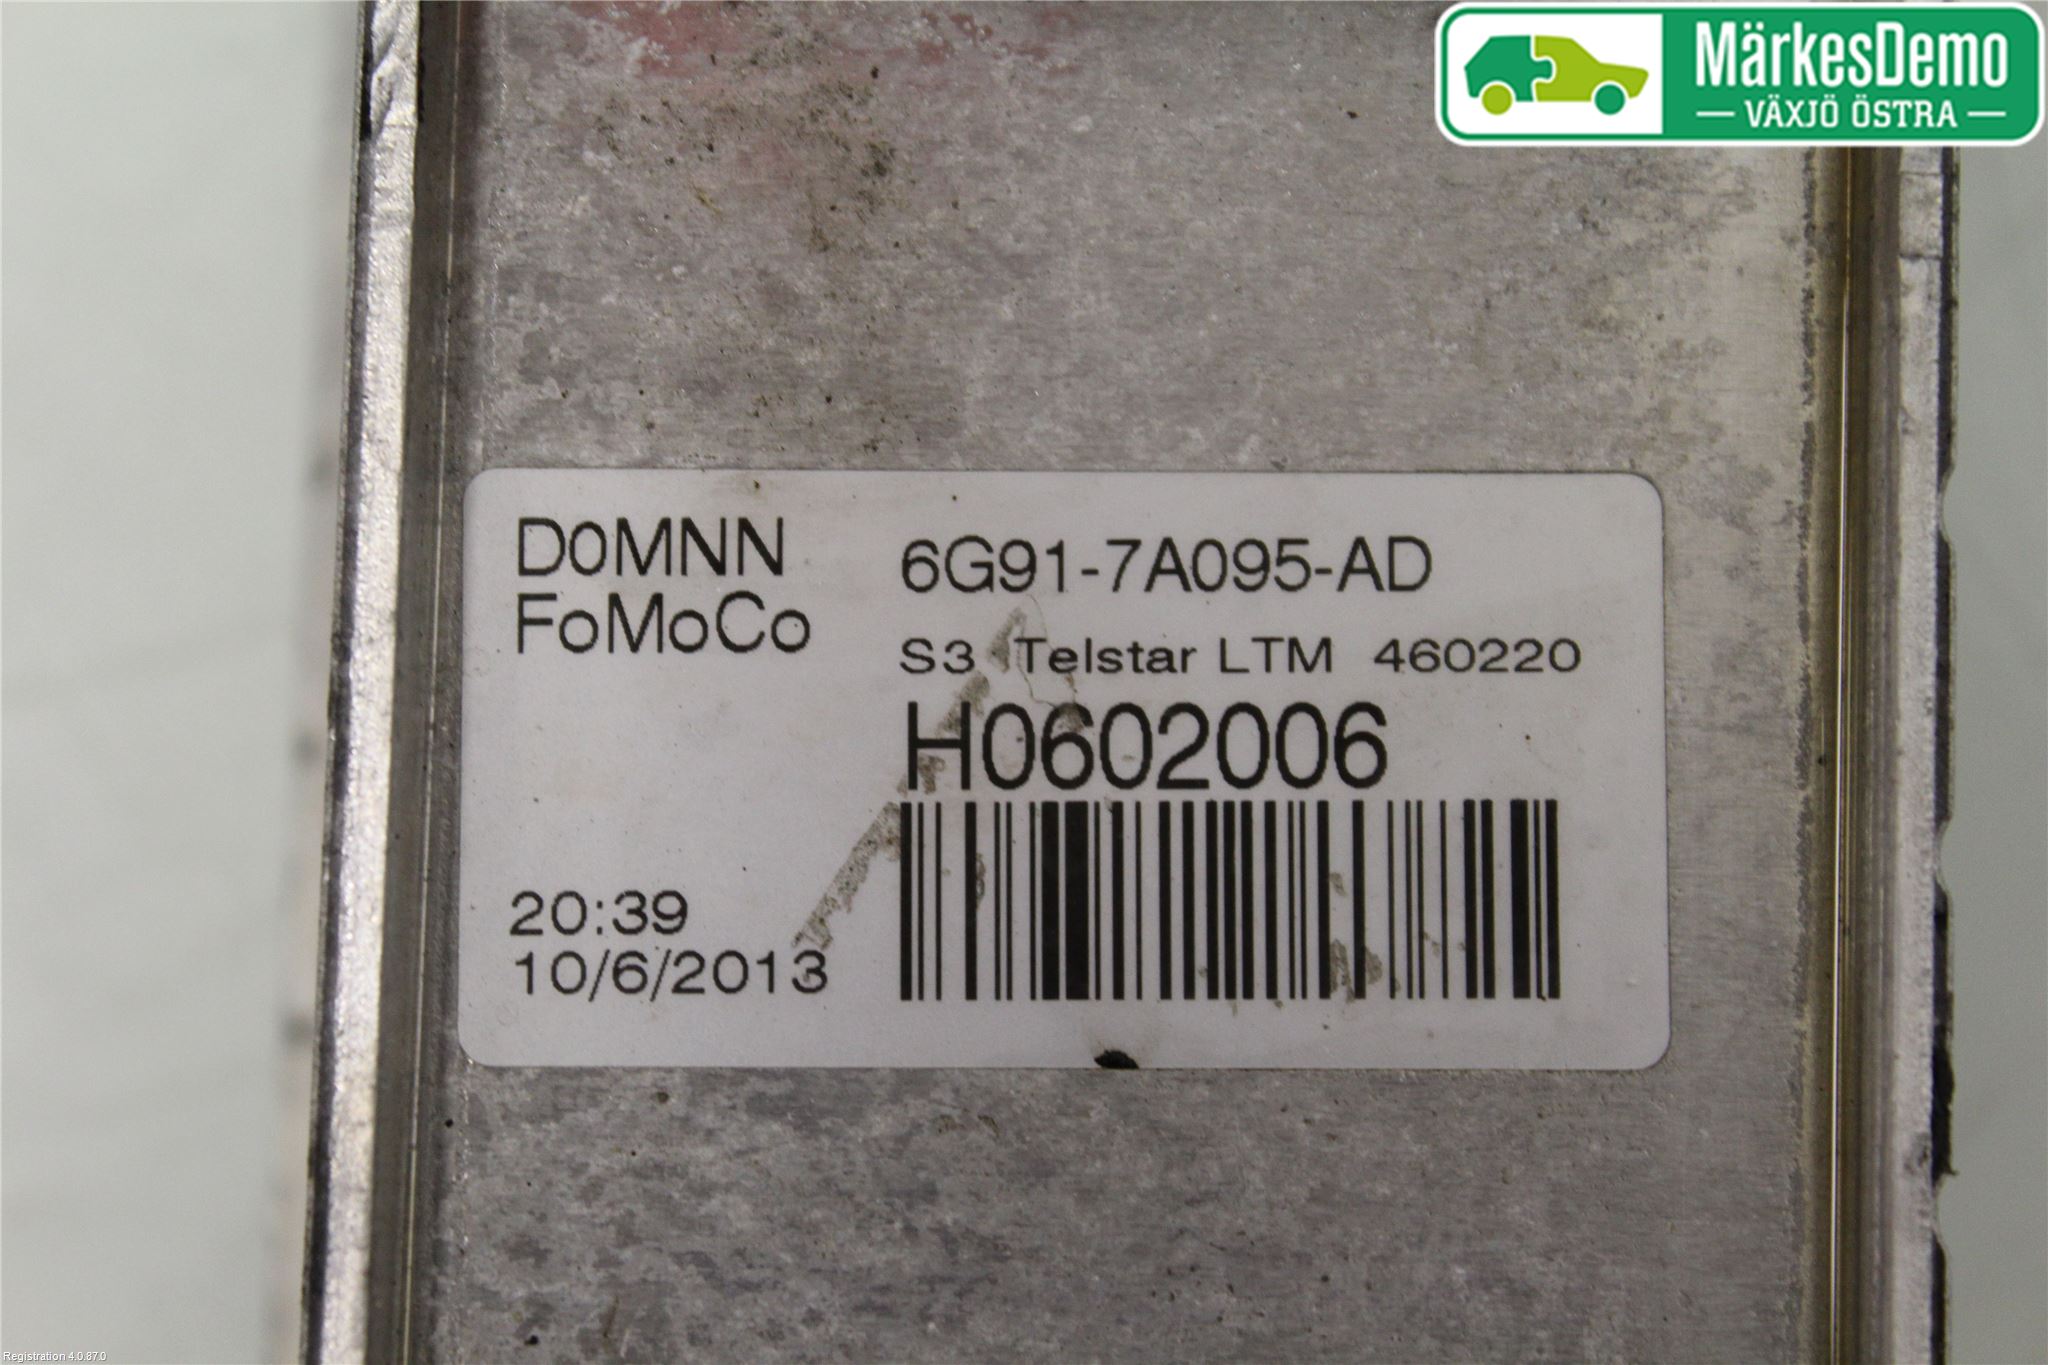 MärkesDemo
VÄXJÖ ÖSTRA
D0MNN
FoMoCo
6G91-7A095-AD
S3 Telstar LTM 460220
H0602006
20:39
10/6/2013
Registration 4.0.87.0